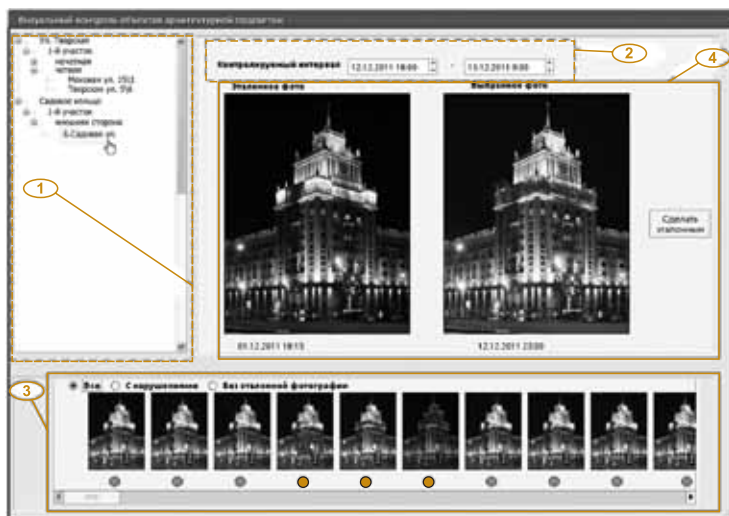 Визуальный контроль объектов архитектурной подсветки
Ул. Тверская
1-й участок
нечетная
четная
Моховая ул. 15\1
Тверская ул. 5\6
Садовое кольцо
1-й участок
внешняя сторона
Б.Садовая ул.
Контролируемый интервал 12.12.2011 18:00 - 13.12.2011 8:00
Эталонное фото Выбранное фото
Сделать
эталонным
01.12.2011 18:15 12.12.2011 23:00
Все С нарушениями Без эталонной фотографии
1
2
3
4